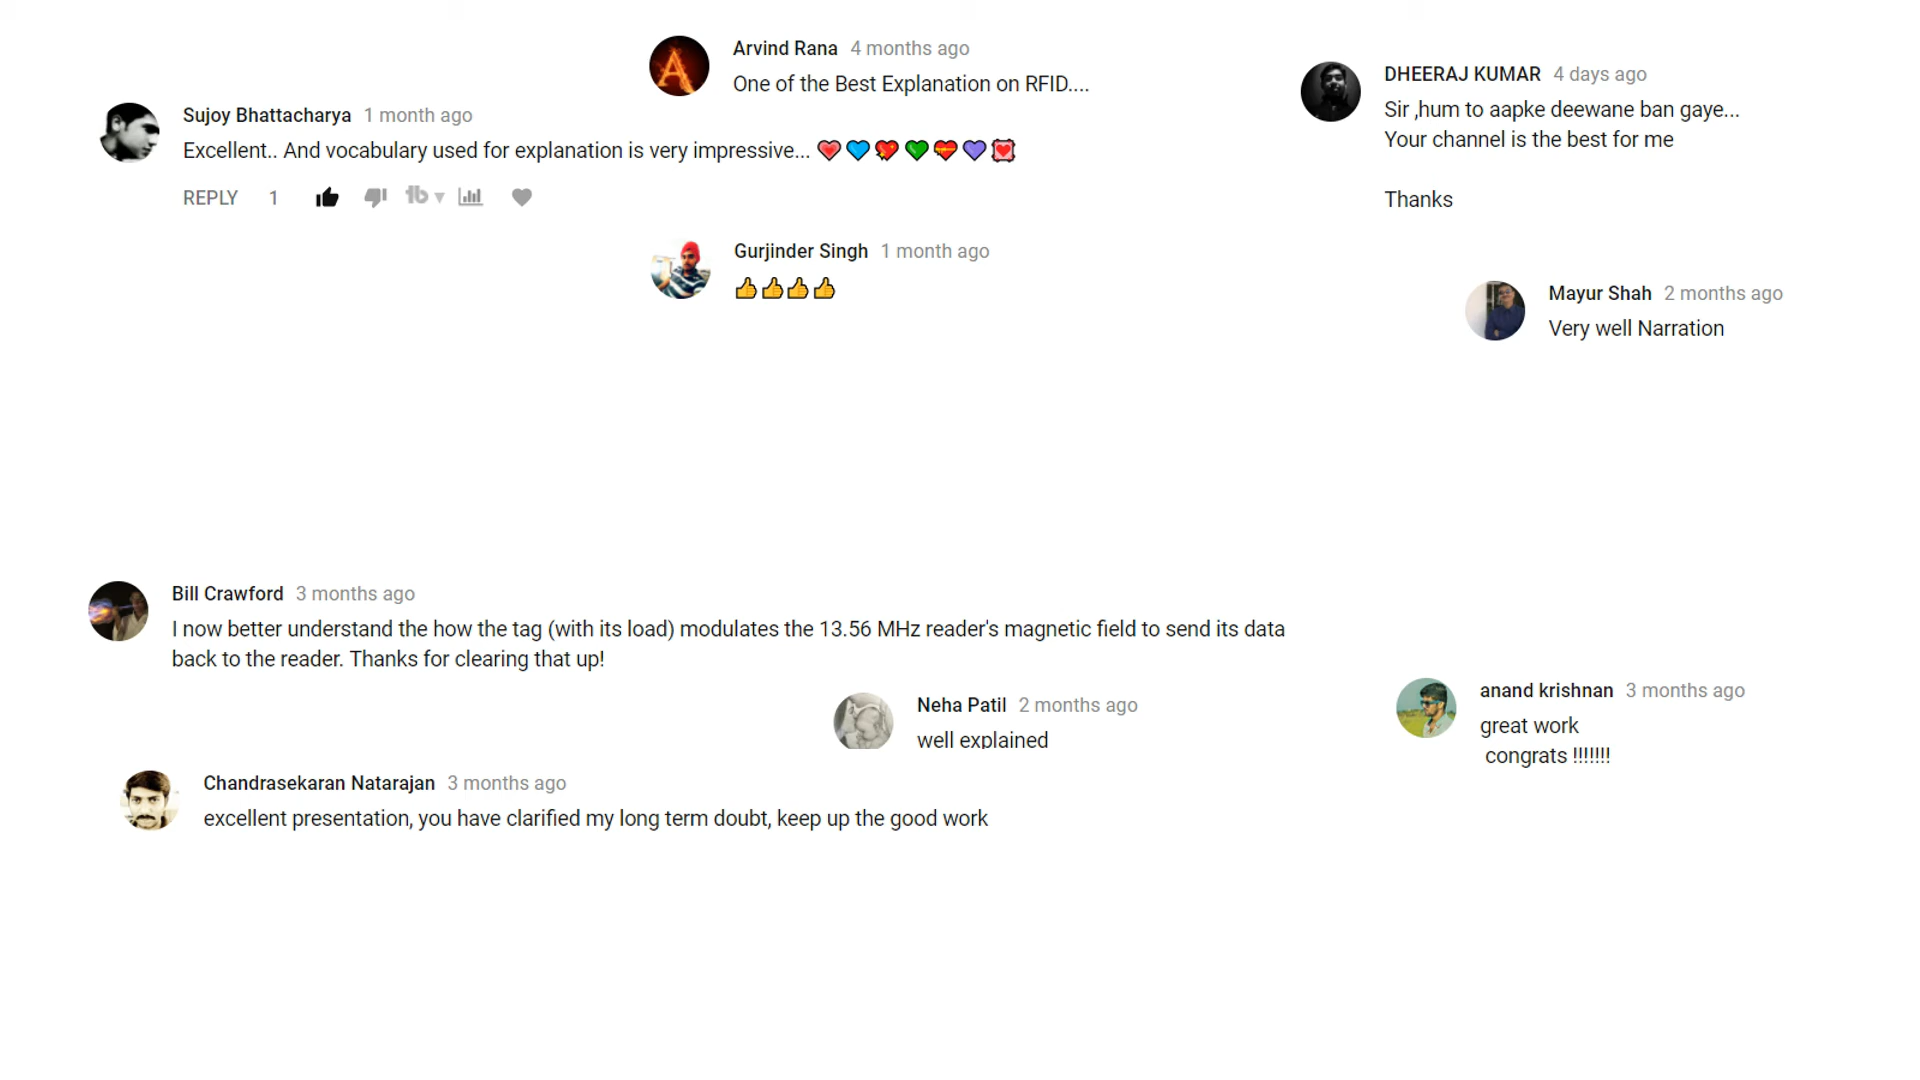 Arvind Rana 4 months ago
One of the Best Explanation on RFID....
DHEERAJ KUMAR 4 days ago
Sir ,hum to aapke deewane ban gaye...
Your channel is the best for me
Thanks
Sujoy Bhattacharya 1 month ago
Excellent.. And vocabulary used for explanation is very impressive... 💓💙💖💚💝💜💟
REPLY 1
Gurjinder Singh 1 month ago
👍👍👍👍
Mayur Shah 2 months ago
Very well Narration
Bill Crawford 3 months ago
I now better understand the how the tag (with its load) modulates the 13.56 MHz reader's magnetic field to send its data
back to the reader. Thanks for clearing that up!
Neha Patil 2 months ago
well explained
anand krishnan 3 months ago
great work
congrats !!!!!!!
Chandrasekaran Natarajan 3 months ago
excellent presentation, you have clarified my long term doubt, keep up the good work